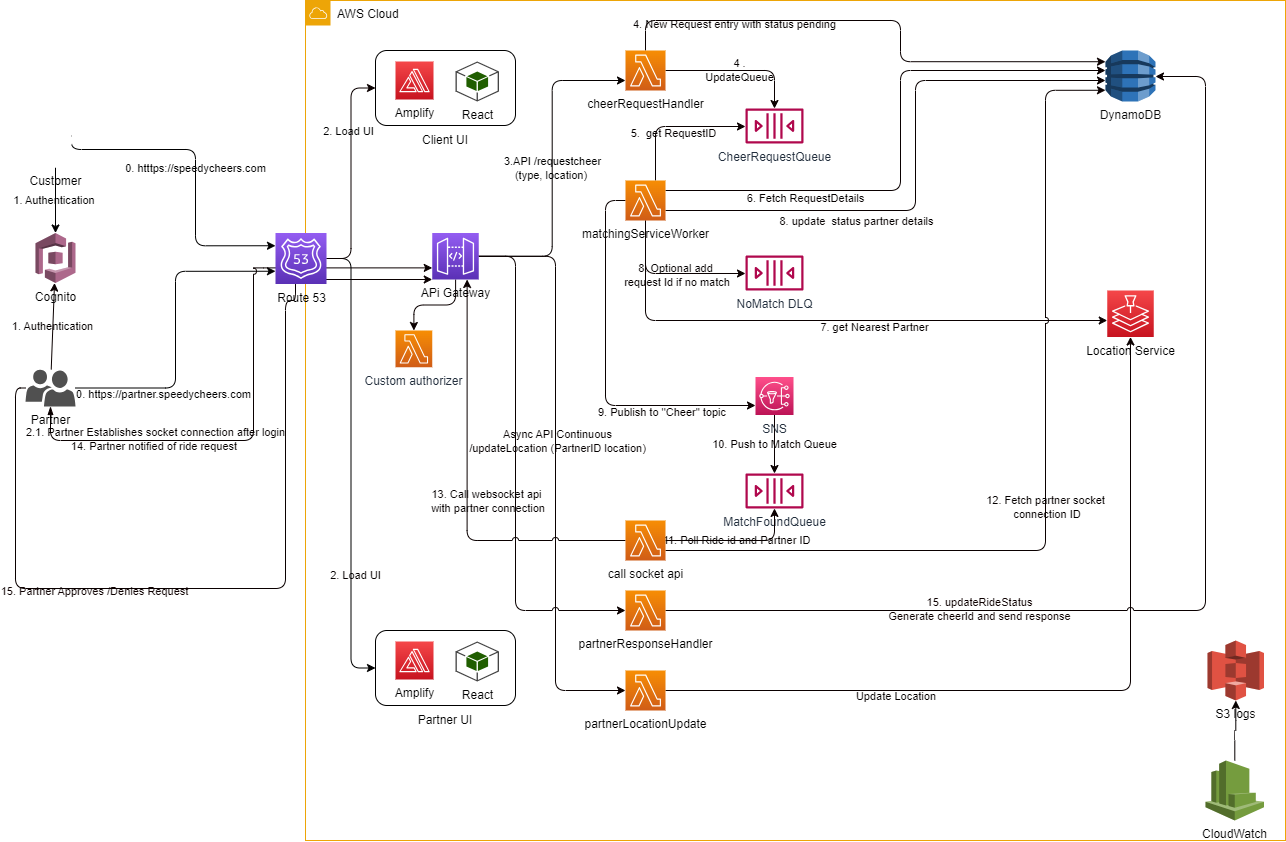 AWS Cloud
4. New Request entry with status pending
4 .
UpdateQueue
cheerRequestHandler
DynamoDB
Amplify
React
Client UI
2. Load UI
5. get RequestID
CheerRequestQueue
0. htttps://speedycheers.com
3.API /requestcheer
(type, location)
Customer
1. Authentication
6. Fetch RequestDetails
8. update status partner details
matchingServiceWorker
53
Route 53
APi Gateway
8. Optional add
request Id if no match
NoMatch DLQ
Cognito
1. Authentication
7. get Nearest Partner
Location Service
Custom authorizer
0. https://partner.speedycheers.com
Partner
9. Publish to "Cheer" topic
SNS
2.1. Partner Establishes socket connection after login
14. Partner notified of ride request
Async API Continuous
/updateLocation (PartnerID location)
10. Push to Match Queue
13. Call websocket api
with partner connection
12. Fetch partner socket
connection ID
MatchFoundQueue
11. Poll Ride id and Partner ID
call socket api
2. Load UI
15. Partner Approves /Denies Request
15. updateRideStatus
Generate cheerId and send response
partnerResponseHandler
Amplify
React
Partner UI
Update Location
partnerLocationUpdate
S3 logs
CloudWatch